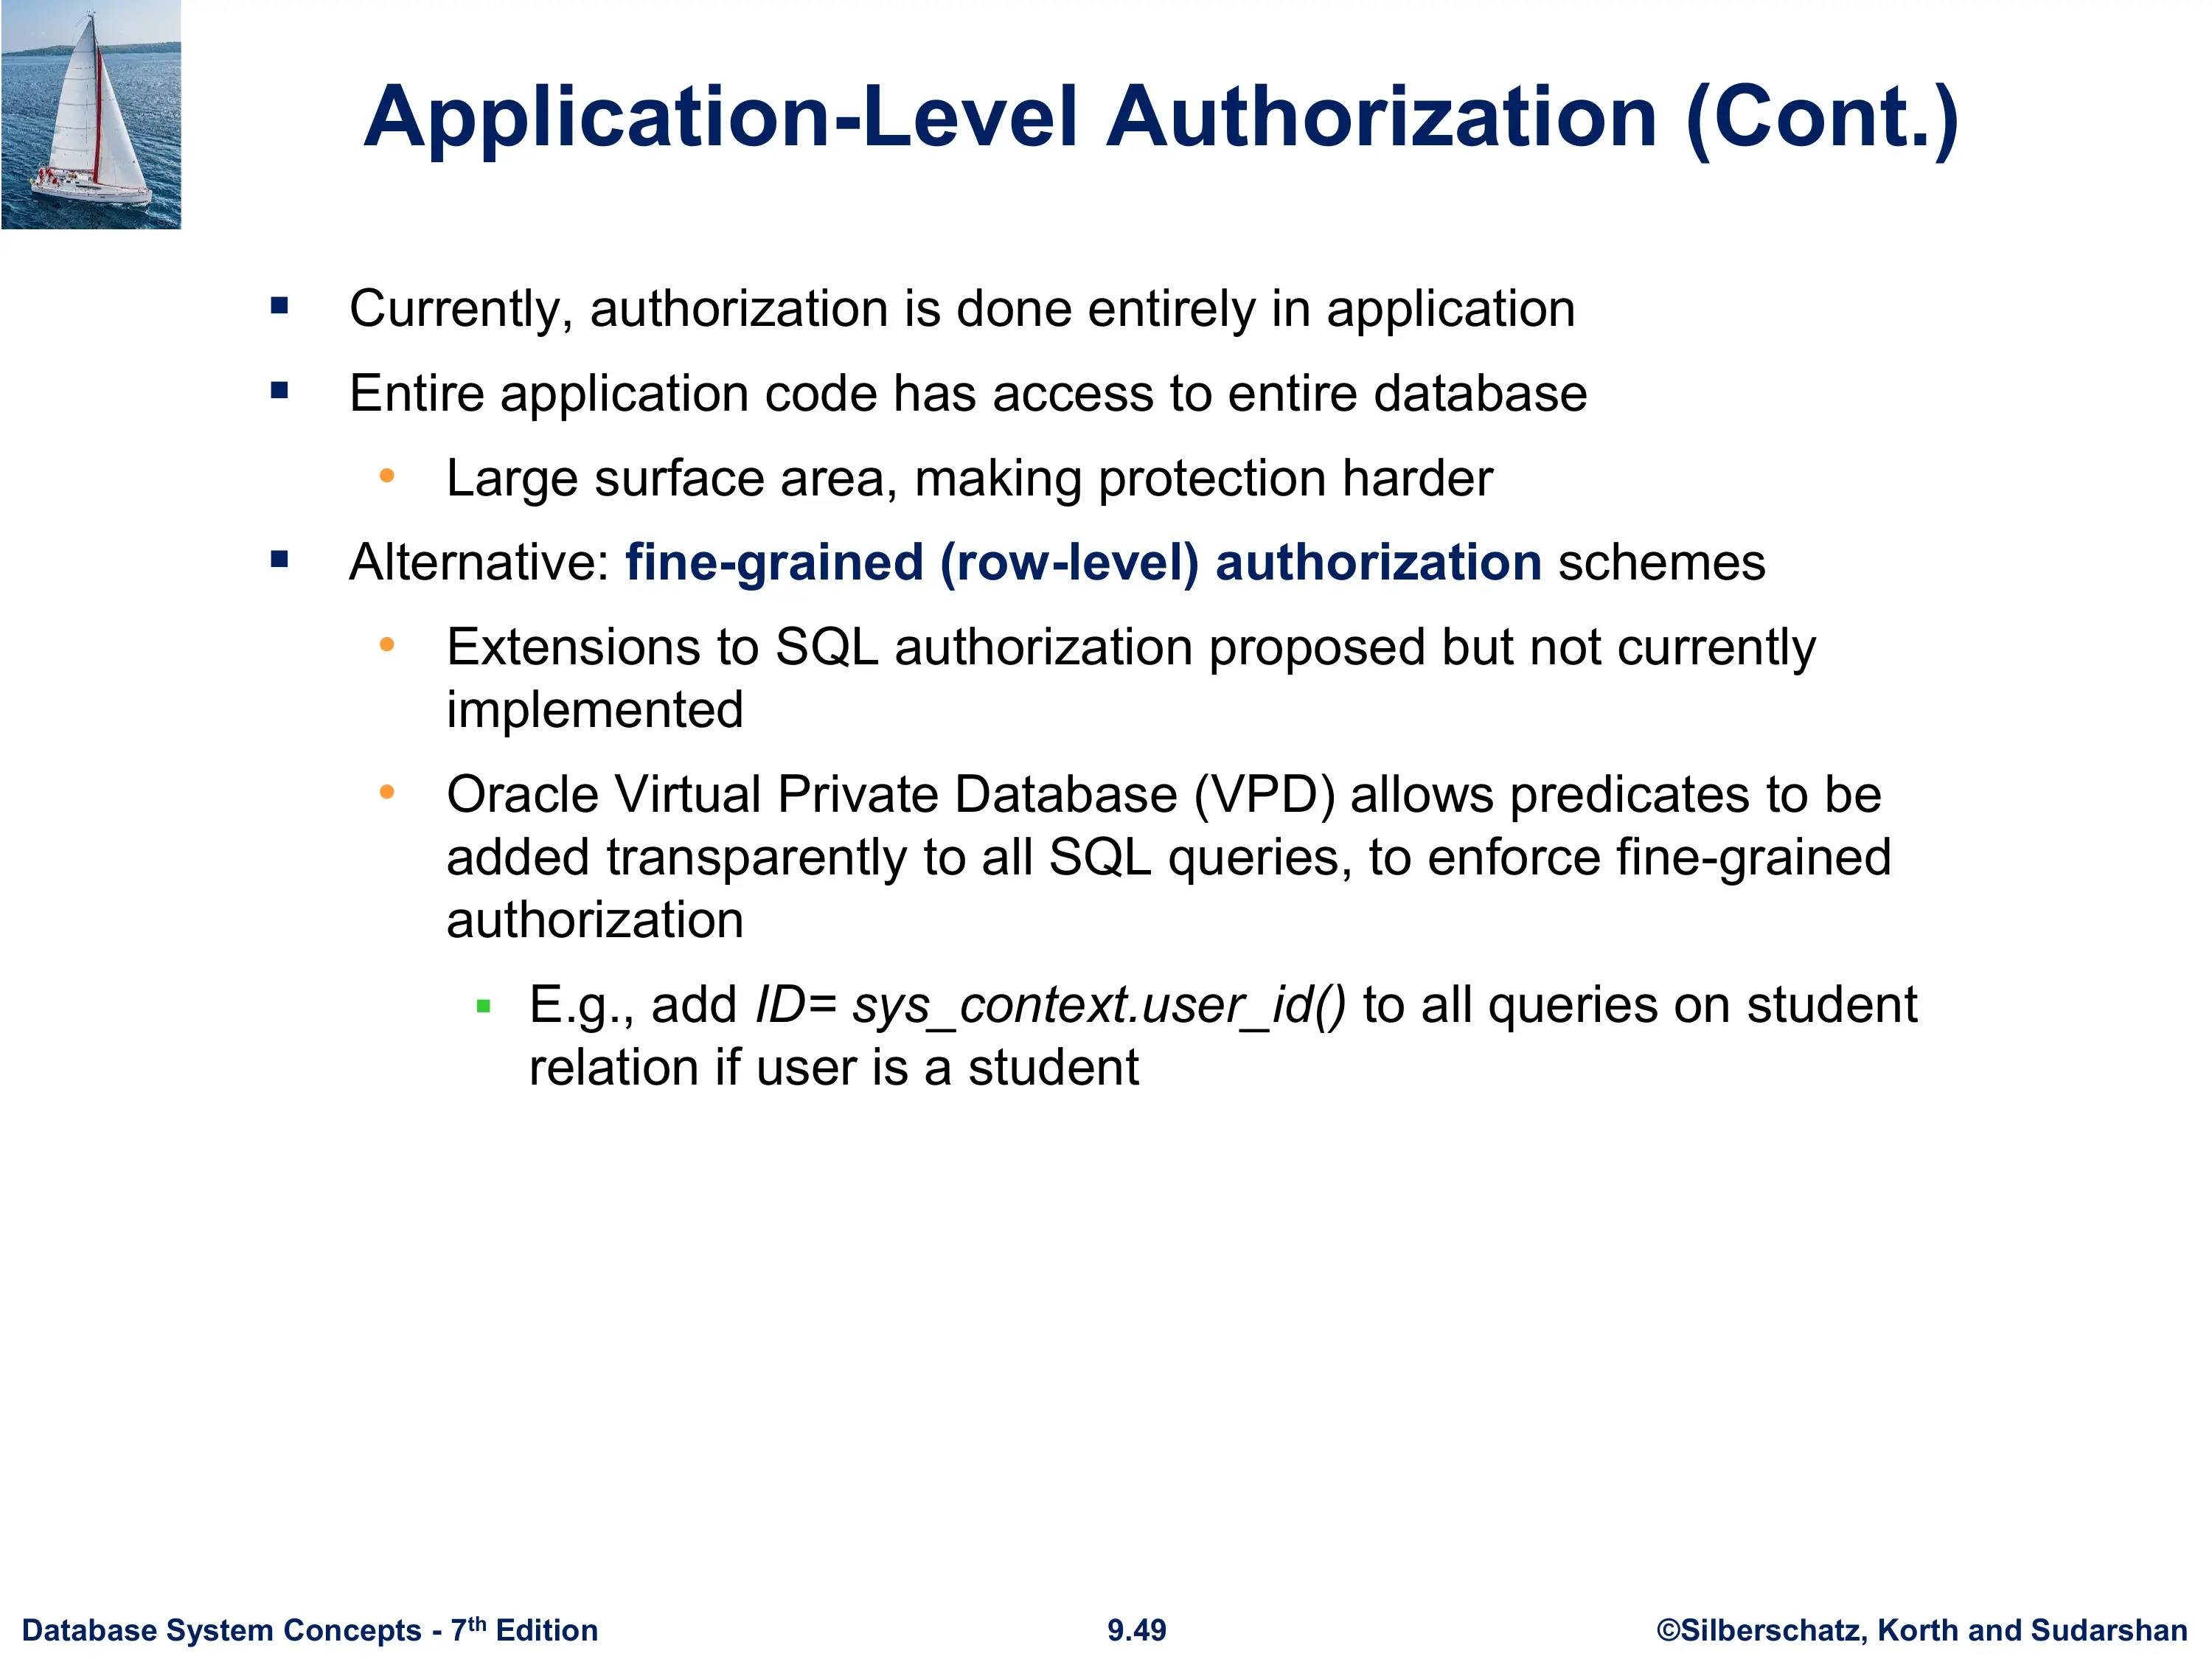 Application-Level Authorization (Cont.)
▪ Currently, authorization is done entirely in application
▪ Entire application code has access to entire database
• Large surface area, making protection harder
▪ Alternative: fine-grained (row-level) authorization schemes
• Extensions to SQL authorization proposed but not currently
implemented
• Oracle Virtual Private Database (VPD) allows predicates to be
added transparently to all SQL queries, to enforce fine-grained
authorization
▪ E.g., add ID= sys_context.user_id() to all queries on student
relation if user is a student
Database System Concepts - 7th Edition
9.49
©Silberschatz, Korth and Sudarshan